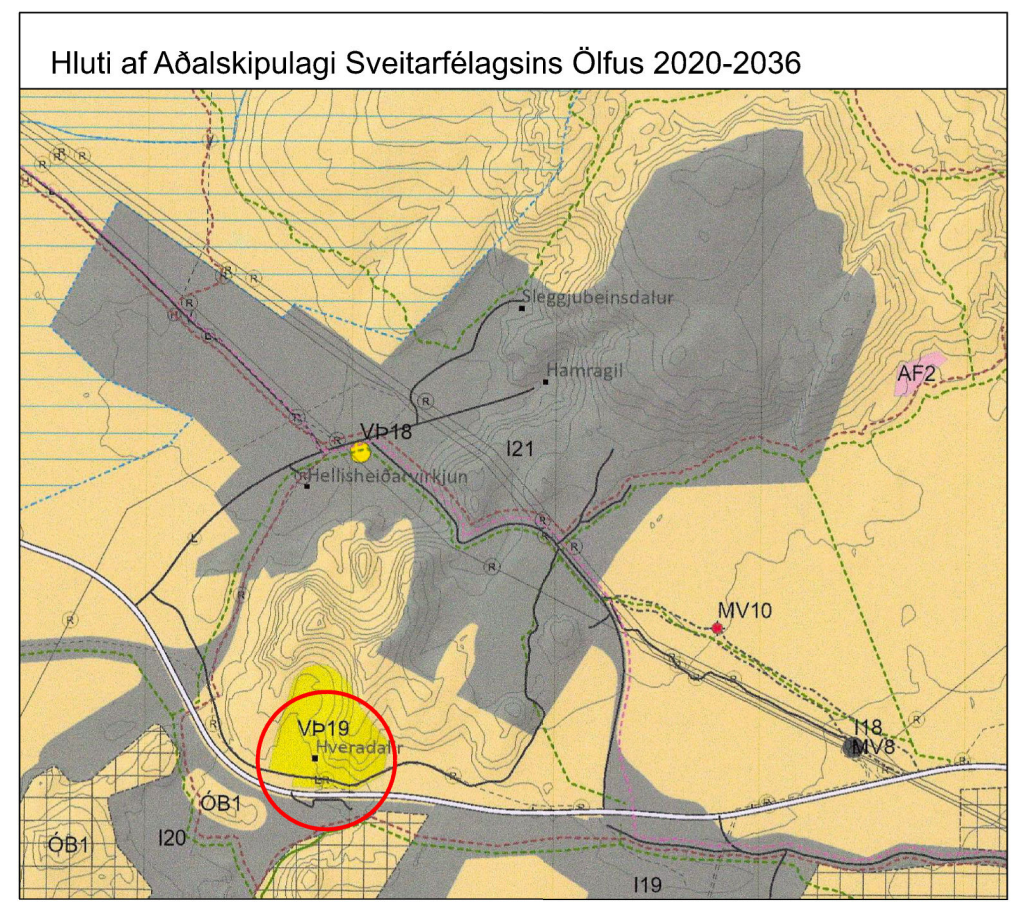 Hluti af Aðalskipulagi Sveitarfélagsins Ölfus 2020-2036
Sleggjubeinsdalur
Hamragil
AF2
VÞ18
I21
Hellisheiðarvirkjun
MV10
VÞ19
Hveradalir
I18
MV8
ÓB1
ÓB1
I20
I19